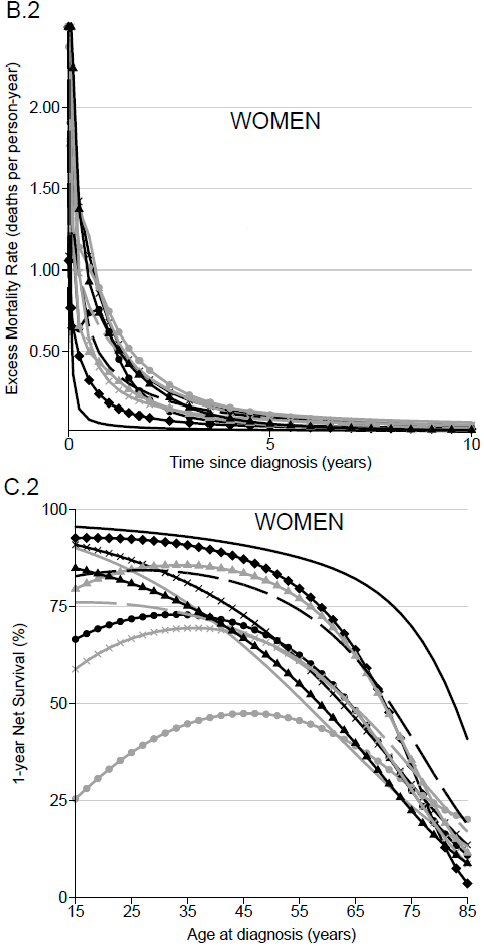 B.2
Excess Mortality Rate (deaths per person-year)
2.00
1.50
1.00
0.50
WOMEN
0
5
10
Time since diagnosis (years)
C.2
1-year Net Survival (%)
100
75
50
25
0
WOMEN
15
25
35
45
55
65
75
85
Age at diagnosis (years)